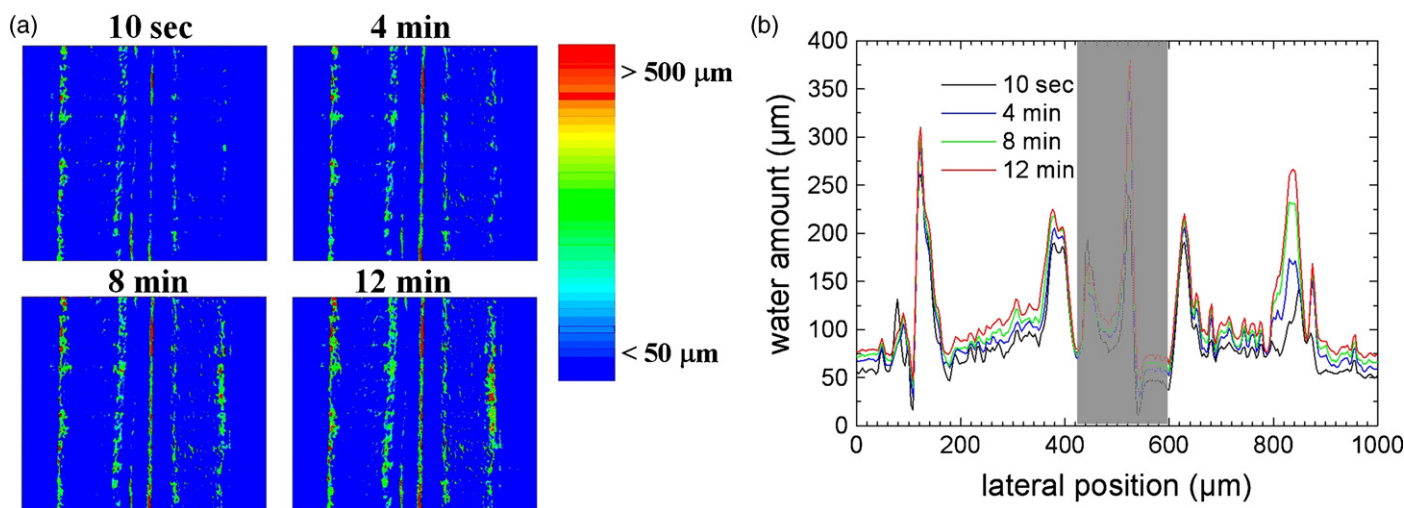 (a)
10 sec
4 min
8 min
12 min
> 500 μm
< 50 μm
(b)
400
350
300
250
200
150
100
50
0
water amount (μm)
10 sec
4 min
8 min
12 min
0
200
400
600
800
1000
lateral position (μm)